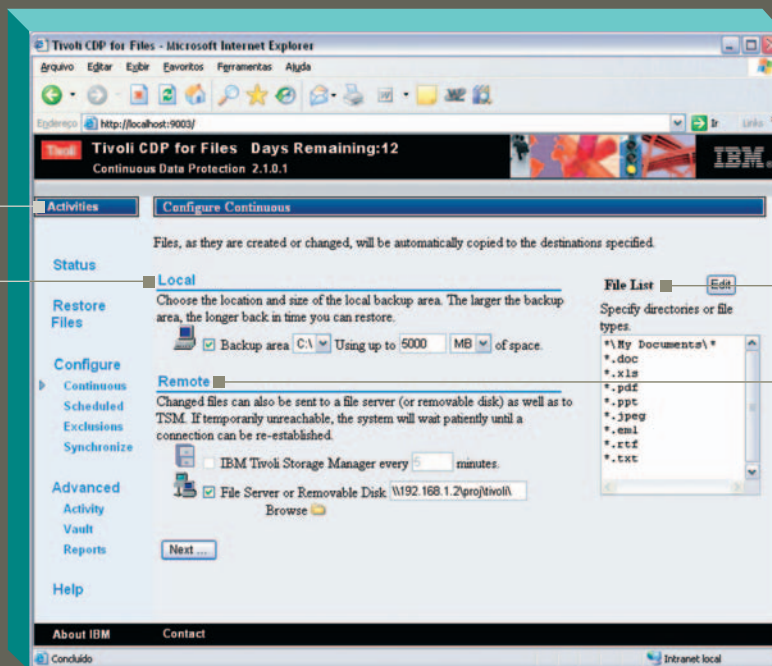 Tivoli CDP for Files - Microsoft Internet Explorer
Arquivo Editar Exibir Favoritos Ferramentas Ajuda
Endereço http://localhost:9003/ Ir Links
Tivoli Tivoli CDP for Files Days Remaining:12
Continuous Data Protection 2.1.0.1
IBM.
Activities
Configure Continuous
Files, as they are created or changed, will be automatically copied to the destinations specified.
Status
Restore
Files
Configure
Continuous
Scheduled
Exclusions
Synchronize
Advanced
Activity
Vault
Reports
Help
Local
Choose the location and size of the local backup area. The larger the backup
area, the longer back in time you can restore.
Backup area C:\ Using up to 5000 MB of space.
Remote
Changed files can also be sent to a file server (or removable disk) as well as to
TSM. If temporarily unreachable, the system will wait patiently until a
connection can be re-established.
IBM Tivoli Storage Manager every 5 minutes.
File Server or Removable Disk \\192.168.1.2\proj\tivoli\
Browse
Next ...
File List Edit
Specify directories or file
types.
*\My Documents\*
*.doc
*.xls
*.pdf
*.ppt
*.jpeg
*.eml
*.rtf
*.txt
About IBM Contact
Concluído Intranet local